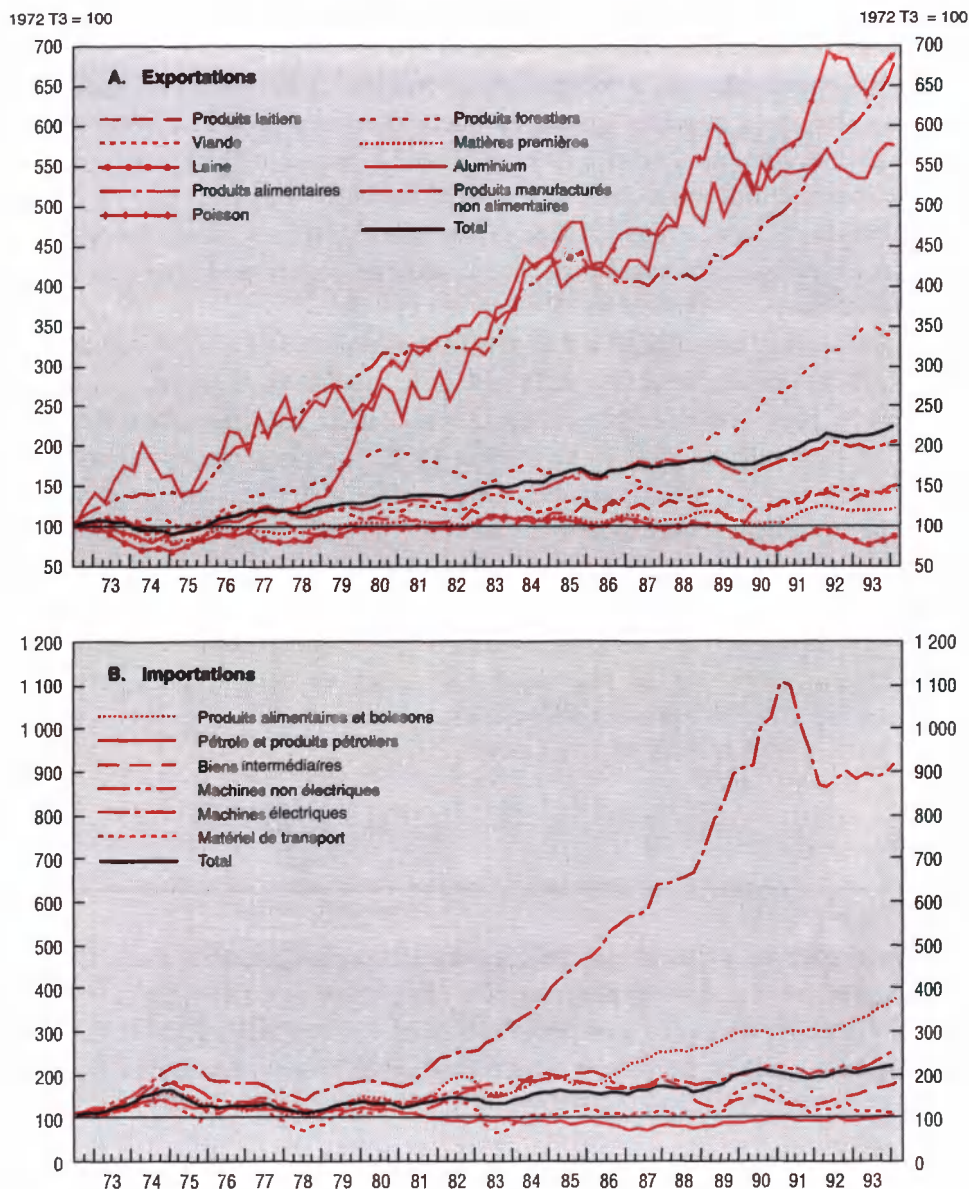 1972 T3 = 100
1972 T3 = 100
A. Exportations
Produits laitiers
Viande
Laine
Produits alimentaires
Poisson
Produits forestiers
Matières premières
Aluminium
Produits manufacturés
non alimentaires
Total
700
650
600
550
500
450
400
350
300
250
200
150
100
50
700
650
600
550
500
450
400
350
300
250
200
150
100
50
73 74 75 76 77 78 79 80 81 82 83 84 85 86 87 88 89 90 91 92 93
B. Importations
Produits alimentaires et boissons
Pétrole et produits pétroliers
Biens intermédiaires
Machines non électriques
Machines électriques
Matériel de transport
Total
1 200
1 100
1 000
900
800
700
600
500
400
300
200
100
0
1 200
1 100
1 000
900
800
700
600
500
400
300
200
100
0
73 74 75 76 77 78 79 80 81 82 83 84 85 86 87 88 89 90 91 92 93